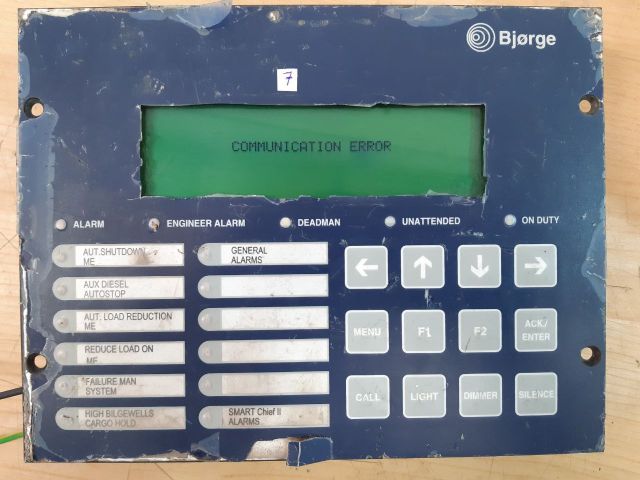 Bjørge
7
COMMUNICATION ERROR
ALARM
ENGINEER ALARM
DEADMAN
UNATTENDED
ON DUTY
AUT.SHUTDOWN
ME
GENERAL
ALARMS
AUX DIESEL
AUTOSTOP
AUT. LOAD REDUCTION
ME
REDUCE LOAD ON
ME
FAILURE MAN
SYSTEM
HIGH BILGEWELLS
CARGO HOLD
SMART Chief II
ALARMS
MENU
F1
F2
ACK./
ENTER
CALL
LIGHT
DIMMER
SILENCE